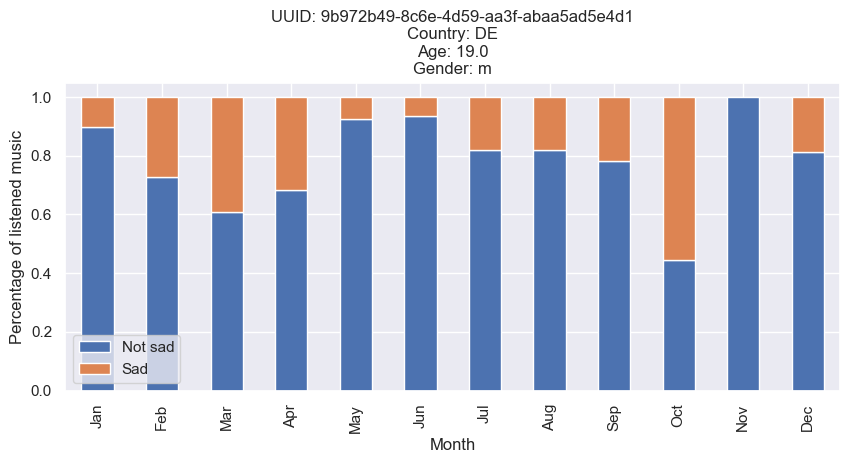 UUID: 9b972b49-8c6e-4d59-aa3f-abaa5ad5e4d1
Country: DE
Age: 19.0
Gender: m
Percentage of listened music
1.0
0.8
0.6
0.4
0.2
0.0
Not sad
Sad
Jan Feb Mar Apr May Jun Jul Aug Sep Oct Nov Dec
Month